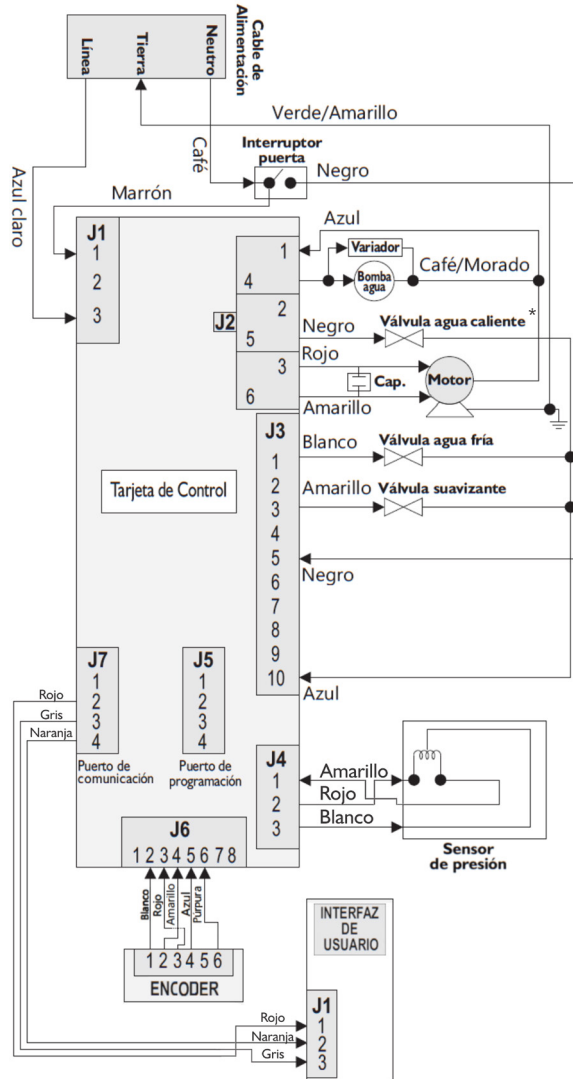 Cable de
Alimentación
Línea
Tierra
Neutro
Verde/Amarillo
Café
Azul claro
Interruptor
puerta
Negro
Marrón
J1
1
2
3
Azul
Variador
1
4
Bomba
agua
Café/Morado
J2
2
5
Negro
Válvula agua caliente *
Rojo
3
Cap.
Motor
6
Amarillo
J3
Blanco
Válvula agua fría
1
2
Amarillo
Válvula suavizante
3
4
5
Negro
6
7
8
9
10
Azul
Tarjeta de Control
J7
1
2
3
4
Rojo
Gris
Naranja
Puerto de
comunicación
J5
1
2
3
4
Puerto de
programación
J4
1
2
3
Amarillo
Rojo
Blanco
Sensor
de presión
J6
1 2 3 4 5 6 7 8
Blanco
Rojo
Amarillo
Azul
Púrpura
1 2 3 4 5 6
ENCODER
INTERFAZ
DE
USUARIO
J1
1
2
3
Rojo
Naranja
Gris